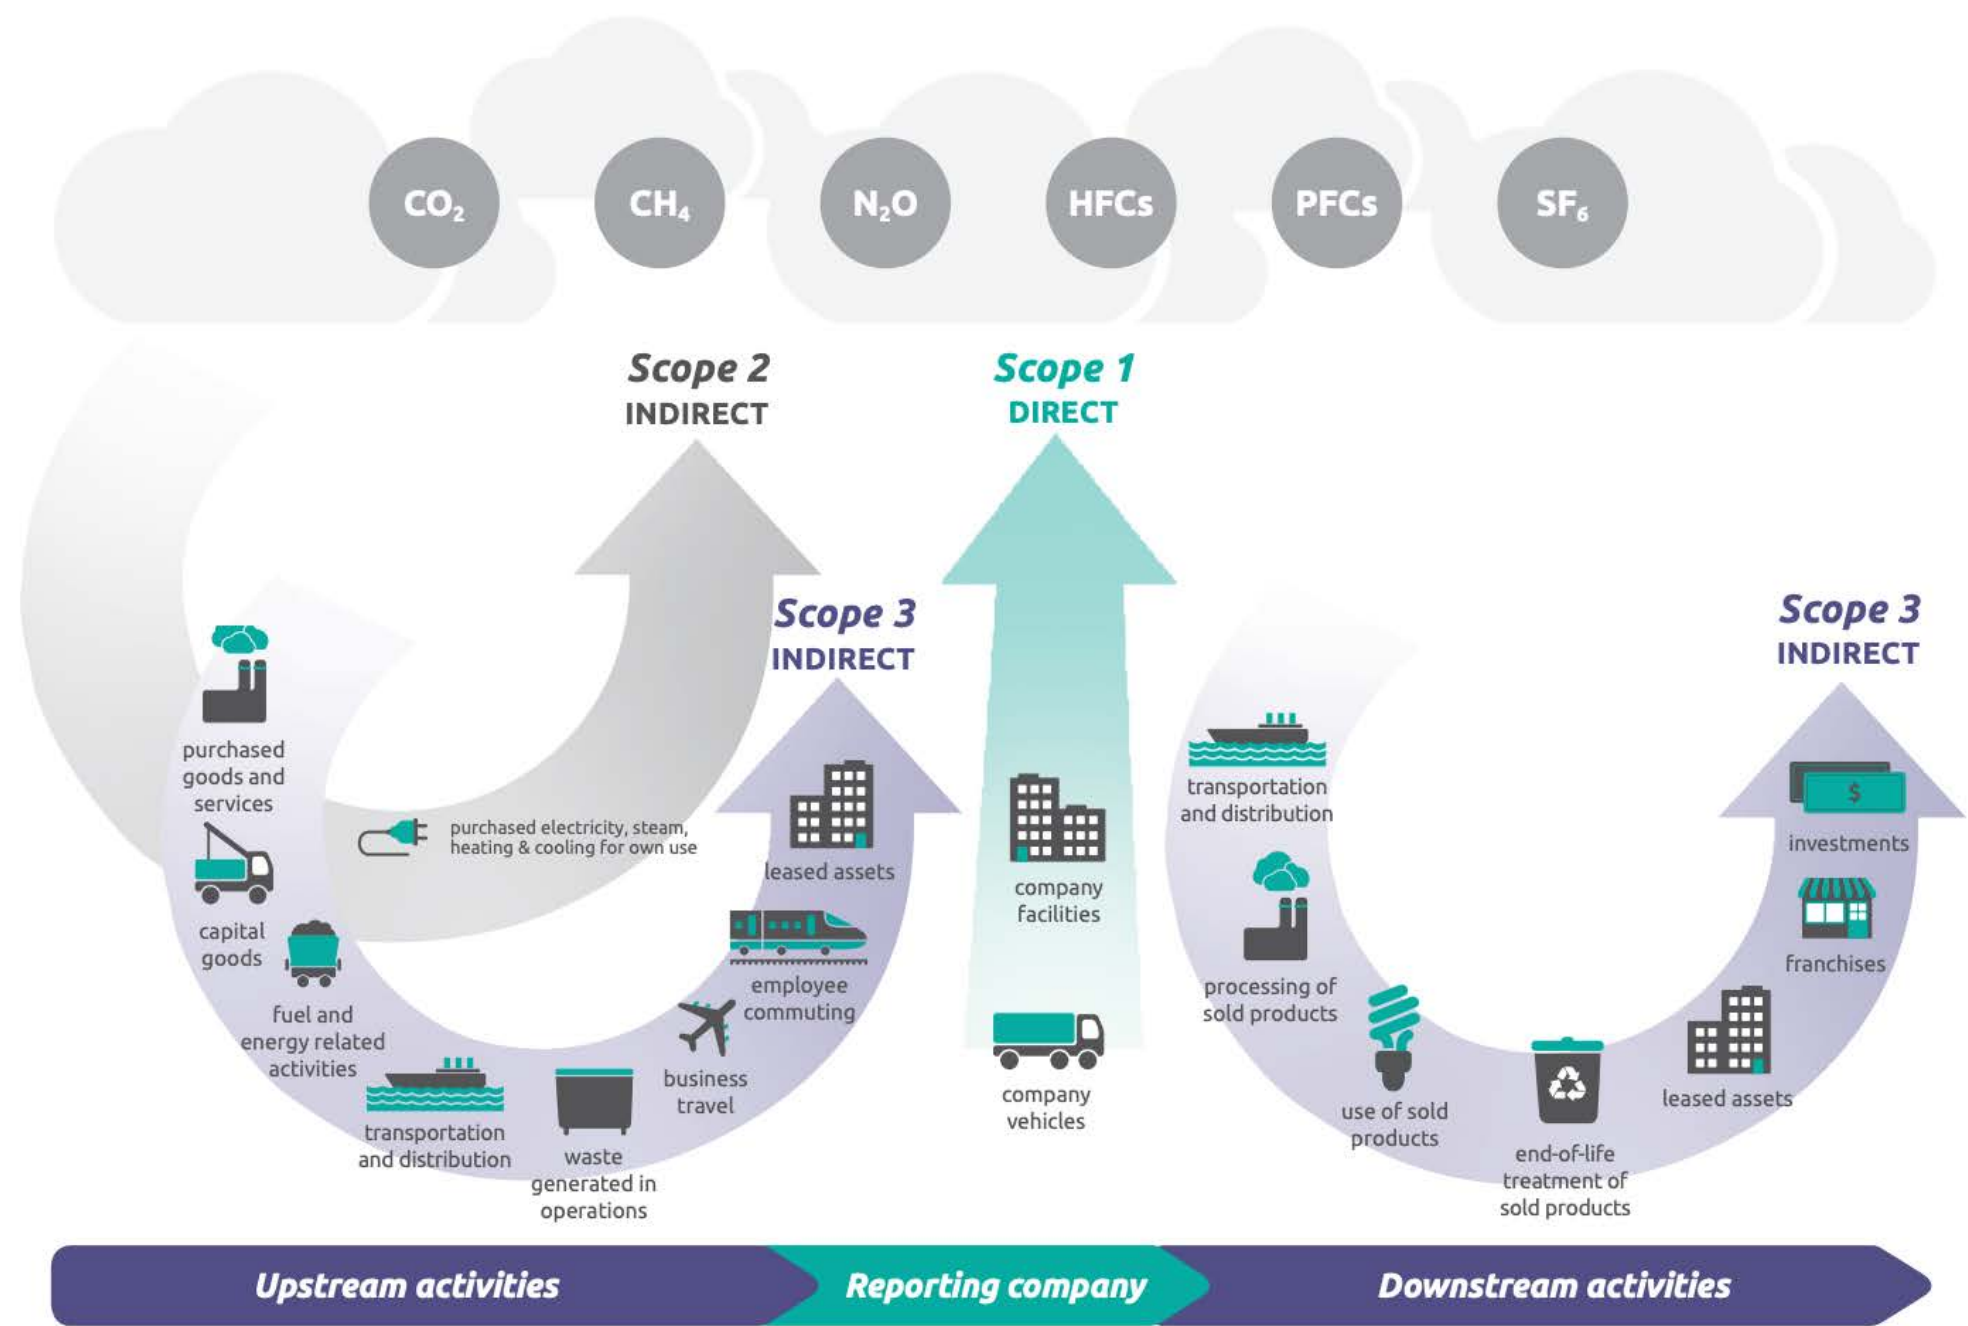 CO₂
CH₄
N₂O
HFCs
PFCs
SF₆
Scope 2
INDIRECT
Scope 1
DIRECT
Scope 3
INDIRECT
Scope 3
INDIRECT
purchased
goods and
services
capital
goods
fuel and
energy related
activities
transportation
and distribution
waste
generated in
operations
business
travel
employee
commuting
leased assets
purchased electricity, steam,
heating & cooling for own use
company
facilities
company
vehicles
transportation
and distribution
processing of
sold products
use of sold
products
end-of-life
treatment of
sold products
leased assets
franchises
$
investments
Upstream activities
Reporting company
Downstream activities